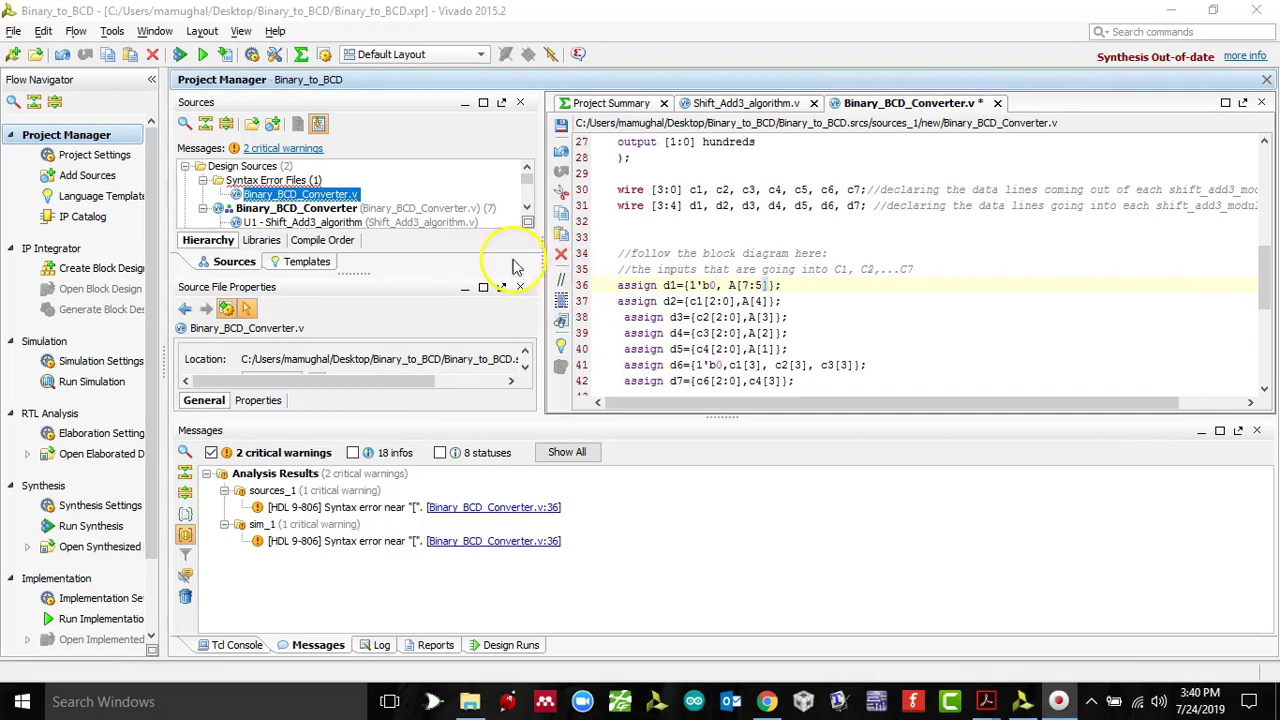 Binary_to_BCD - [C:/Users/mamughal/Desktop/Binary_to_BCD/Binary_to_BCD.xpr] - Vivado 2015.2
File Edit Flow Tools Window Layout View Help
Search commands
Default Layout
Synthesis Out-of-date more info
Flow Navigator
Project Manager - Binary_to_BCD
Project Manager
Project Settings
Add Sources
Language Template
IP Catalog
IP Integrator
Create Block Design
Open Block Design
Generate Block Des
Simulation
Simulation Settings
Run Simulation
RTL Analysis
Elaboration Setting
Open Elaborated D
Synthesis
Synthesis Settings
Run Synthesis
Open Synthesized
Implementation
Implementation Se
Run Implementatio
Open Implemented
Sources
Messages: 2 critical warnings
Design Sources (2)
Syntax Error Files (1)
Binary_BCD_Converter.v
Binary_BCD_Converter (Binary_BCD_Converter.v) (7)
U1 - Shift_Add3_algorithm (Shift_Add3_algorithm.v)
Hierarchy Libraries Compile Order
Sources Templates
Source File Properties
Binary_BCD_Converter.v
Location: C:/Users/mamughal/Desktop/Binary_to_BCD/Binary_to_BCD.s
General Properties
Project Summary Shift_Add3_algorithm.v Binary_BCD_Converter.v *
C:/Users/mamughal/Desktop/Binary_to_BCD/Binary_to_BCD.srcs/sources_1/new/Binary_BCD_Converter.v
27 output [1:0] hundreds
28 );
29
30 wire [3:0] c1, c2, c3, c4, c5, c6, c7;//declaring the data lines coming out of each shift_add3_mod
31 wire [3:4] d1, d2, d3, d4, d5, d6, d7; //declaring the data lines going into each shift_add3_modul
32
33
34 //follow the block diagram here:
35 //the inputs that are going into C1, C2,...C7
36 assign d1={1'b0, A[7:5]};
37 assign d2={c1[2:0],A[4]};
38 assign d3={c2[2:0],A[3]};
39 assign d4={c3[2:0],A[2]};
40 assign d5={c4[2:0],A[1]};
41 assign d6={1'b0,c1[3], c2[3], c3[3]};
42 assign d7={c6[2:0],c4[3]};
Messages
2 critical warnings 18 infos 8 statuses Show All
Analysis Results (2 critical warnings)
sources_1 (1 critical warning)
[HDL 9-806] Syntax error near "[". [Binary_BCD_Converter.v:36]
sim_1 (1 critical warning)
[HDL 9-806] Syntax error near "[". [Binary_BCD_Converter.v:36]
Tcl Console Messages Log Reports Design Runs
Search Windows
3:40 PM
7/24/2019